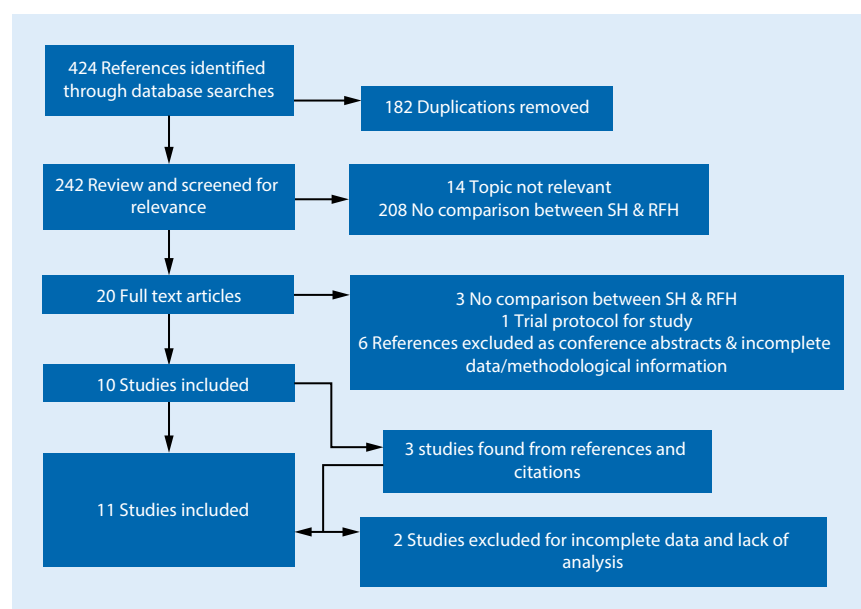 424 References identified
through database searches
182 Duplications removed
242 Review and screened for
relevance
14 Topic not relevant
208 No comparison between SH & RFH
20 Full text articles
3 No comparison between SH & RFH
1 Trial protocol for study
6 References excluded as conference abstracts & incomplete
data/methodological information
10 Studies included
3 studies found from references and
citations
11 Studies included
2 Studies excluded for incomplete data and lack of
analysis